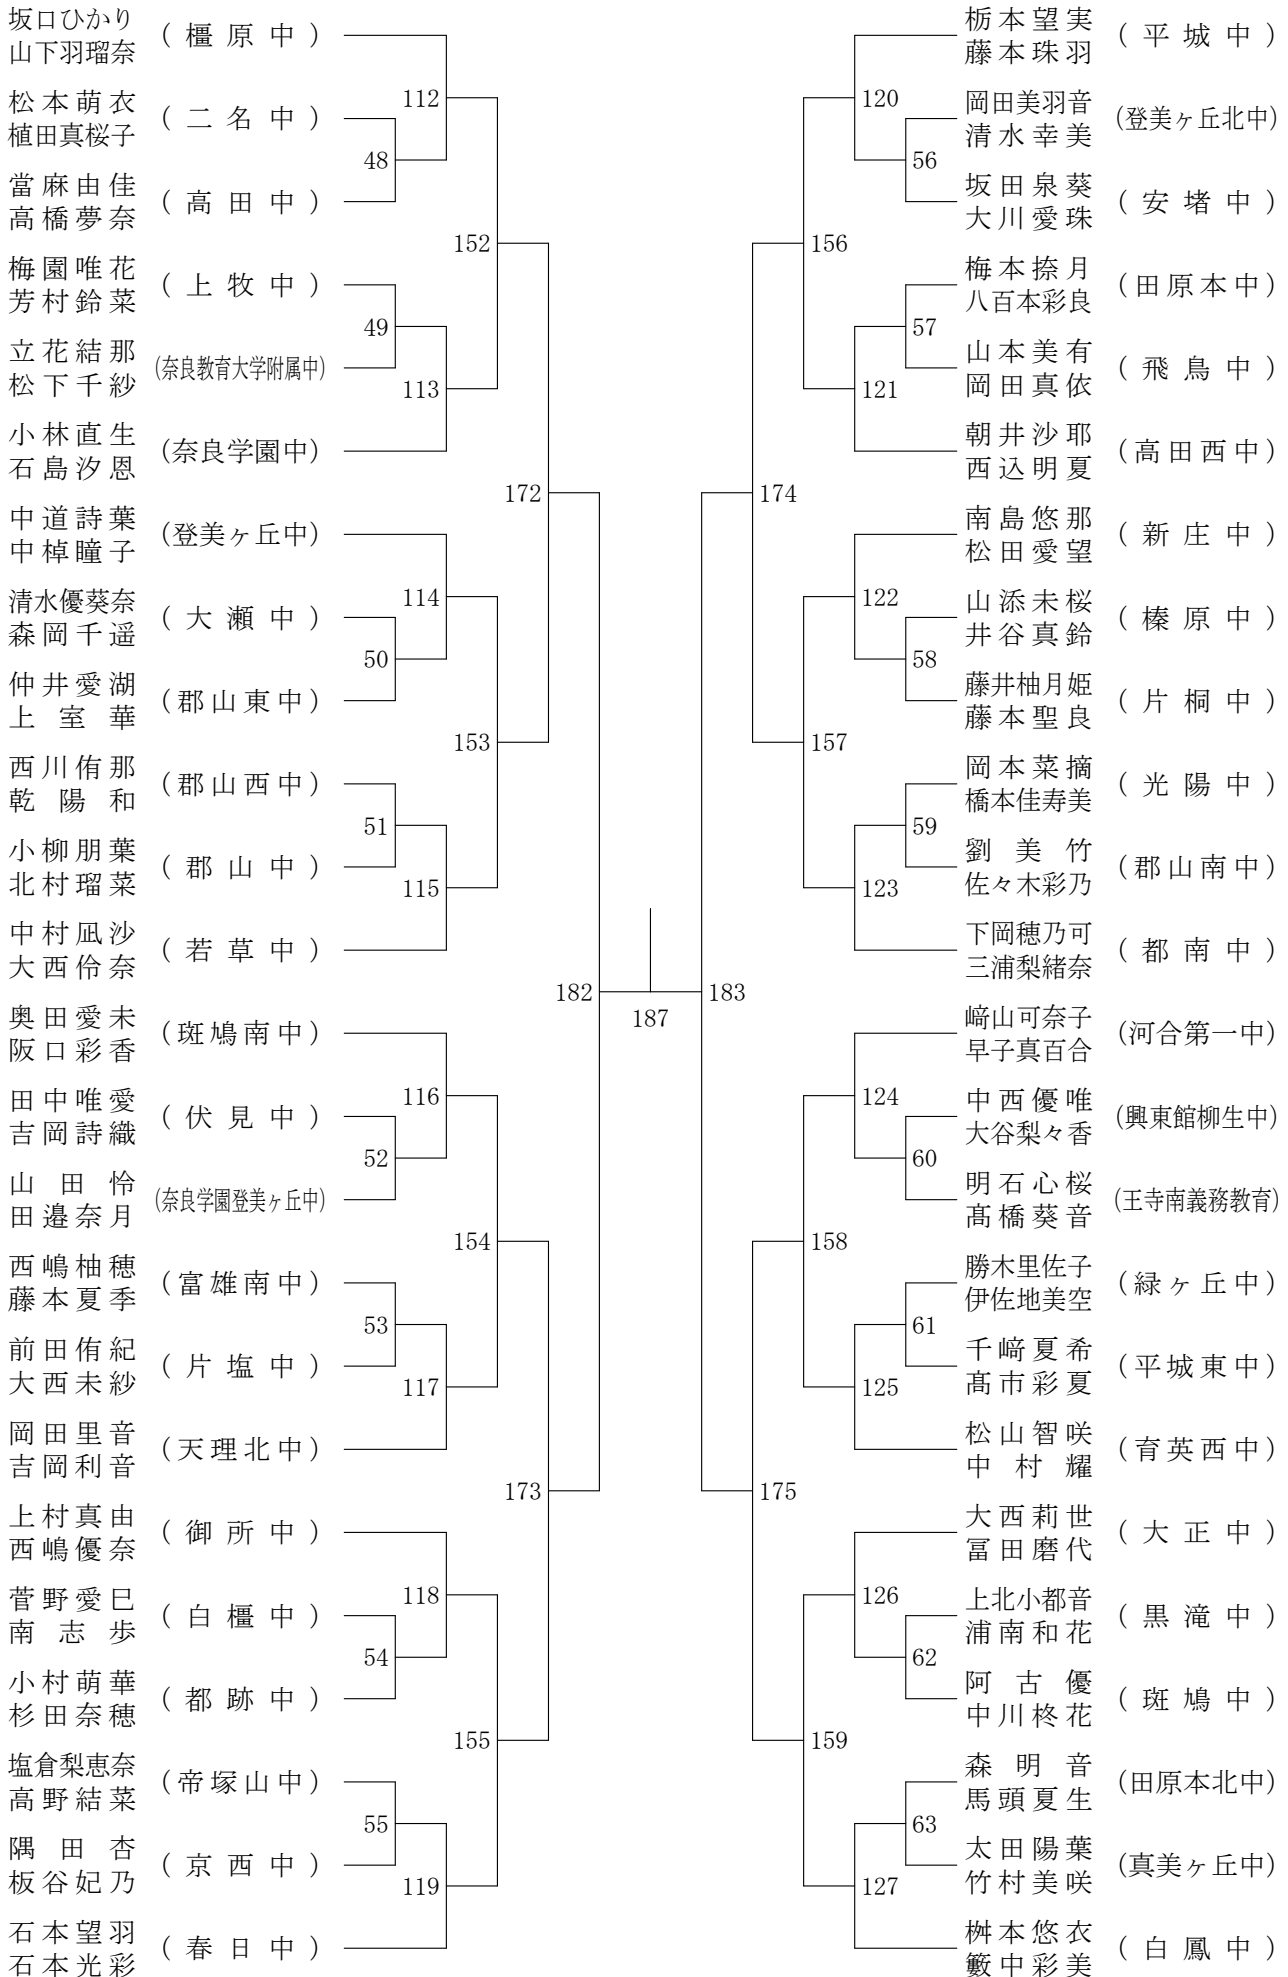 坂口ひかり
山下羽瑠奈
(橿原中)
松本萌衣
植田真桜子
(二名中)
當麻由佳
高橋夢奈
(高田中)
梅園唯花
芳村鈴菜
(上牧中)
立花結那
松下千紗
(奈良教育大学附属中)
小林直生
石島汐恩
(奈良学園中)
中道詩葉
中棹瞳子
(登美ヶ丘中)
清水優葵奈
森岡千遥
(大瀬中)
仲井愛湖
上室華
(郡山東中)
西川侑那
乾陽和
(郡山西中)
小柳朋葉
北村瑠菜
(郡山中)
中村凪沙
大西伶奈
(若草中)
奥田愛未
阪口彩香
(斑鳩南中)
田中唯愛
吉岡詩織
(伏見中)
山田怜
田邉奈月
(奈良学園登美ヶ丘中)
西嶋柚穂
藤本夏季
(富雄南中)
前田侑紀
大西未紗
(片塩中)
岡田里音
吉岡利音
(天理北中)
上村真由
西嶋優奈
(御所中)
菅野愛巳
南志歩
(白橿中)
小村萌華
杉田奈穂
(都跡中)
塩倉梨恵奈
高野結菜
(帝塚山中)
隅田杏
板谷妃乃
(京西中)
石本望羽
石本光彩
(春日中)
112
48
152
49
113
172
114
50
153
51
115
182
116
52
154
53
117
173
118
54
155
55
119
187
183
120
56
156
57
121
174
122
58
157
59
123
124
60
158
61
125
175
126
62
159
63
127
栃本望実
藤本珠羽
(平城中)
岡田美羽音
清水幸美
(登美ヶ丘北中)
坂田泉葵
大川愛珠
(安堵中)
梅本捺月
八百本彩良
(田原本中)
山本美有
岡田真依
(飛鳥中)
朝井沙耶
西込明夏
(高田西中)
南島悠那
松田愛望
(新庄中)
山添未桜
井谷真鈴
(榛原中)
藤井柚月姫
藤本聖良
(片桐中)
岡本菜摘
橋本佳寿美
(光陽中)
劉美竹
佐々木彩乃
(郡山南中)
下岡穂乃可
三浦梨緒奈
(都南中)
﨑山可奈子
早子真百合
(河合第一中)
中西優唯
大谷梨々香
(興東館柳生中)
明石心桜
髙橋葵音
(王寺南義務教育)
勝木里佐子
伊佐地美空
(緑ヶ丘中)
千﨑夏希
髙市彩夏
(平城東中)
松山智咲
中村耀
(育英西中)
大西莉世
冨田磨代
(大正中)
上北小都音
浦南和花
(黒滝中)
阿古優
中川柊花
(斑鳩中)
森明音
馬頭夏生
(田原本北中)
太田陽葉
竹村美咲
(真美ヶ丘中)
桝本悠衣
籔中彩美
(白鳳中)